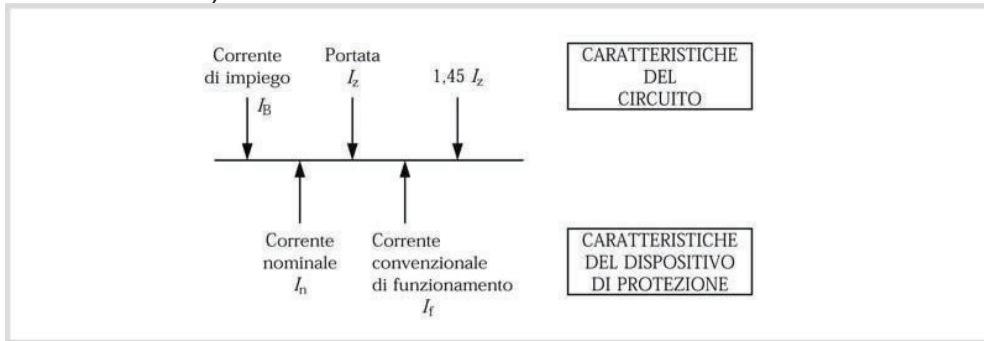 Corrente
di impiego
I_B
Portata
I_z
1,45 I_z
CARATTERISTICHE
DEL
CIRCUITO
Corrente
nominale
I_n
Corrente
convenzionale
di funzionamento
I_f
CARATTERISTICHE
DEL DISPOSITIVO
DI PROTEZIONE